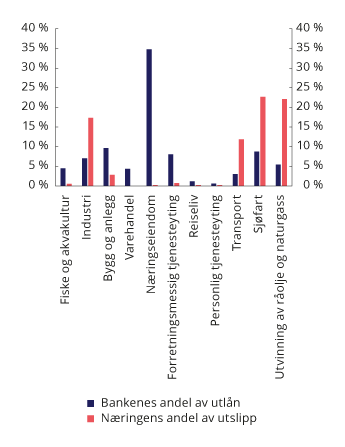 40 % 40 %
35 % 35 %
30 % 30 %
25 % 25 %
20 % 20 %
15 % 15 %
10 % 10 %
5 % 5 %
0 % 0 %
Fiske og akvakultur
Industri
Bygg og anlegg
Varehandel
Næringseiendom
Forretningsmessig tjenesteyting
Reiseliv
Personlig tjenesteyting
Transport
Sjøfart
Utvinning av råolje og naturgass
Bankenes andel av utlån
Næringens andel av utslipp